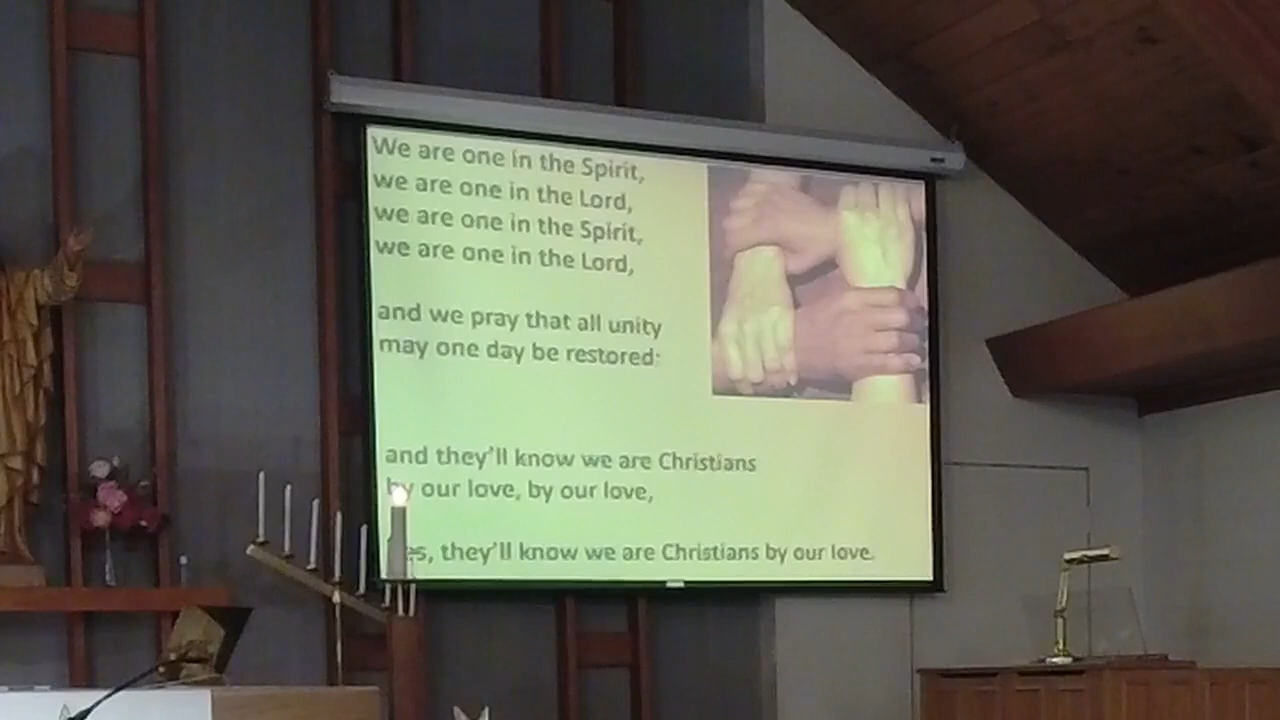 We are one in the Spirit,
we are one in the Lord,
we are one in the Spirit,
we are one in the Lord,
and we pray that all unity
may one day be restored:
and they'll know we are Christians
by our love, by our love,
es, they'll know we are Christians by our love.